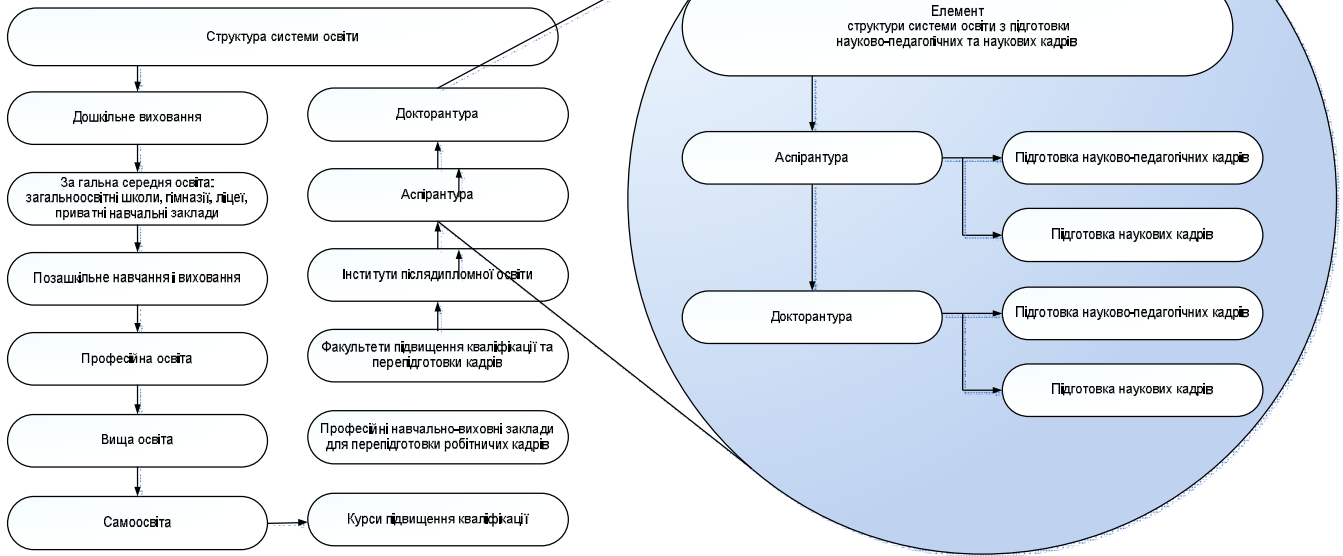 Структура системи освіти
Дошкільне виховання
За гальна середня освіта:
загальноосвітні школи, гімназії, ліцеї,
приватні навчальні заклади
Позашкільне навчання і виховання
Професійна освіта
Вища освіта
Самоосвіта
Докторантура
Аспірантура
Інститути післядипломної освіти
Факультети підвищення кваліфікації та
перепідготовки кадрів
Професійні навчально-виховні заклади
для перепідготовки робітничих кадрів
Курси підвищення кваліфікації
Елемент
структури системи освіти з підготовки
науково-педагогічних та наукових кадрів
Аспірантура
Підготовка науково-педагогічних кадрів
Підготовка наукових кадрів
Докторантура
Підготовка науково-педагогічних кадрів
Підготовка наукових кадрів